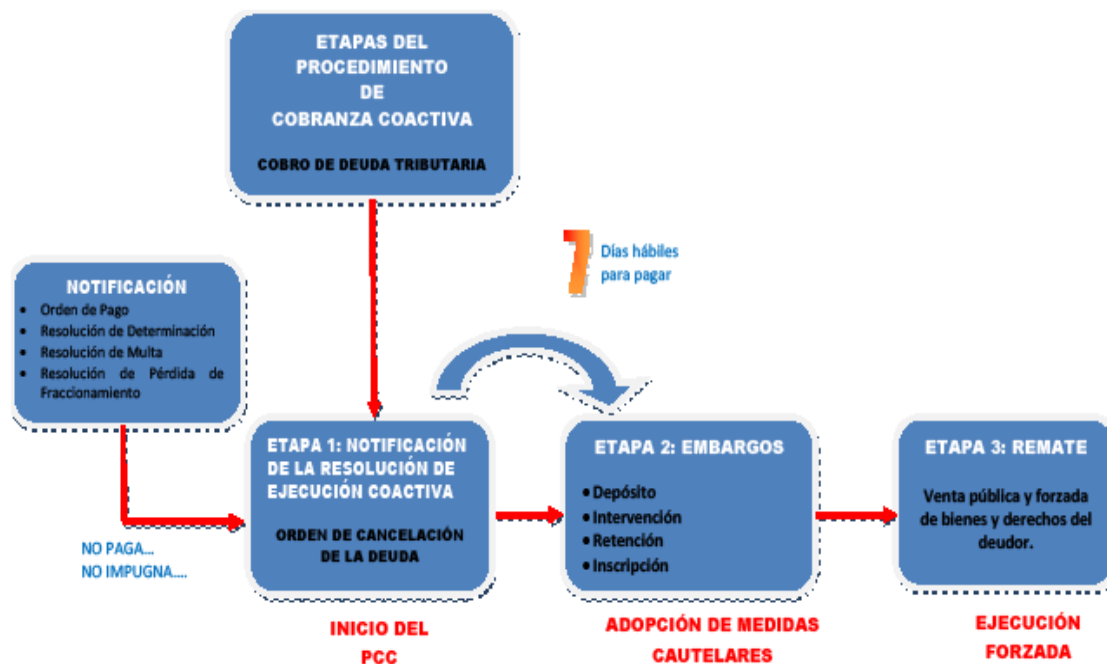 ETAPAS DEL
PROCEDIMIENTO
DE
COBRANZA COACTIVA
COBRO DE DEUDA TRIBUTARIA
7 Días hábiles
para pagar
NOTIFICACIÓN
• Orden de Pago
• Resolución de Determinación
• Resolución de Multa
• Resolución de Pérdida de
Fraccionamiento
NO PAGA...
NO IMPUGNA....
ETAPA 1: NOTIFICACIÓN
DE LA RESOLUCIÓN DE
EJECUCIÓN COACTIVA
ORDEN DE CANCELACIÓN
DE LA DEUDA
INICIO DEL
PCC
ETAPA 2: EMBARGOS
• Depósito
• Intervención
• Retención
• Inscripción
ADOPCIÓN DE MEDIDAS
CAUTELARES
ETAPA 3: REMATE
Venta pública y forzada
de bienes y derechos del
deudor.
EJECUCIÓN
FORZADA